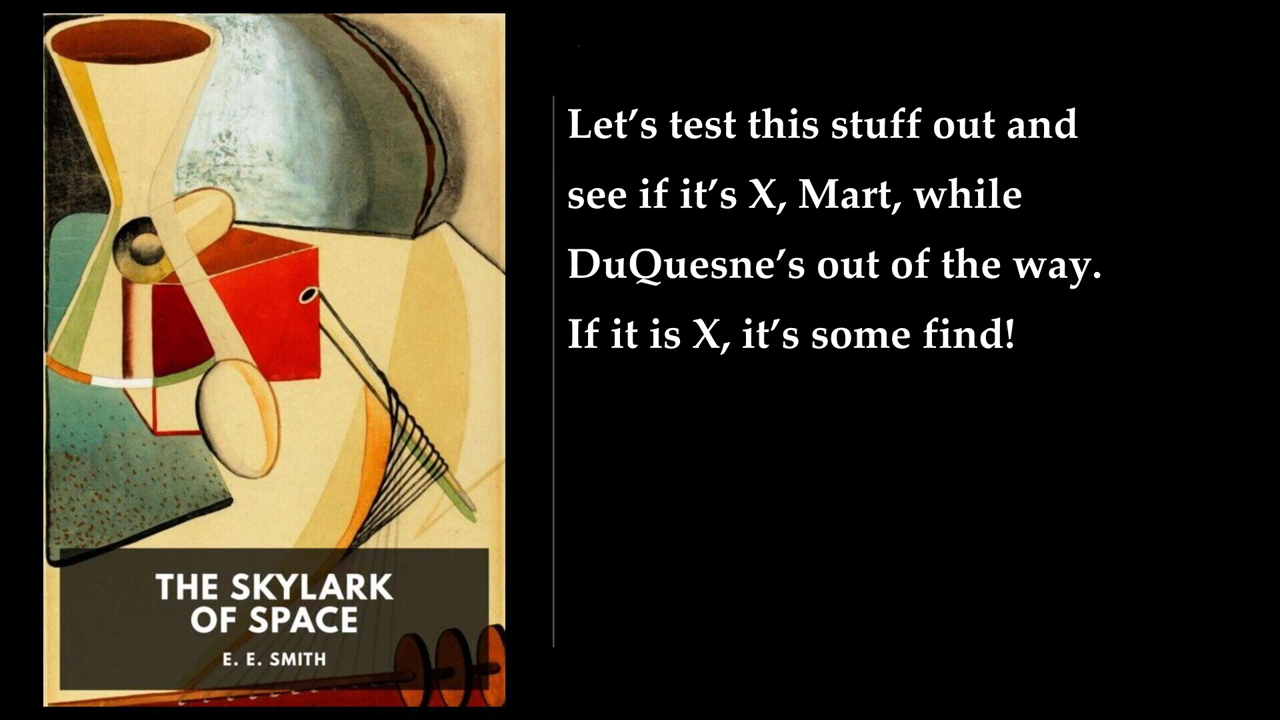 THE SKYLARK
OF SPACE
E. E. SMITH
Let’s test this stuff out and
see if it’s X, Mart, while
DuQuesne’s out of the way.
If it is X, it’s some find!